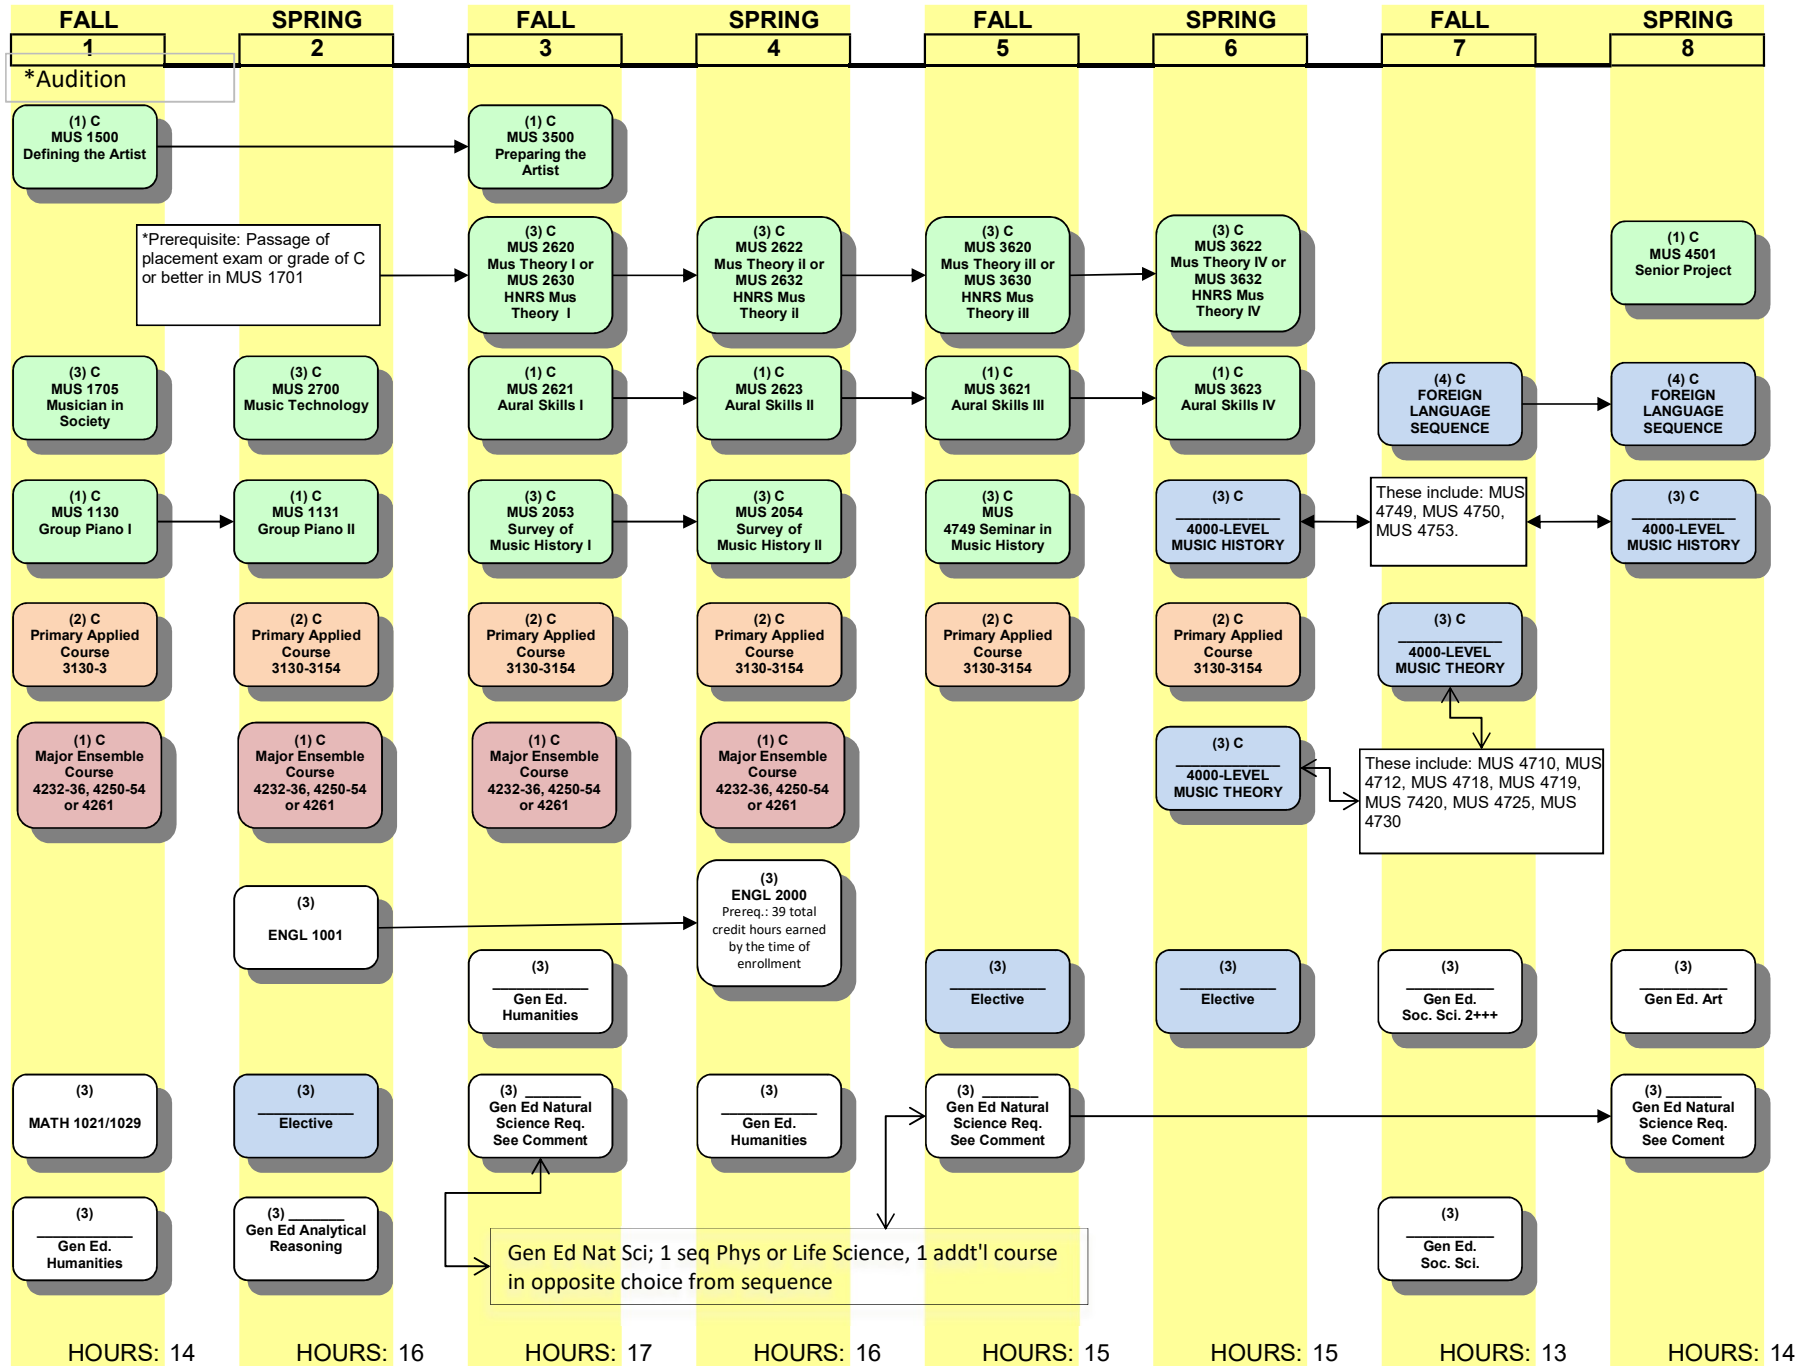 FALL
SPRING
FALL
SPRING
FALL
SPRING
FALL
SPRING
1
2
3
4
5
6
7
8
*Audition
(1) C
MUS 1500
Defining the Artist
(1) C
MUS 3500
Preparing the
Artist
*Prerequisite: Passage of
placement exam or grade of C
or better in MUS 1701
(3) C
MUS 2620
Mus Theory I or
MUS 2630
HNRS Mus
Theory I
(3) C
MUS 2622
Mus Theory iI or
MUS 2632
HNRS Mus
Theory iI
(3) C
MUS 3620
Mus Theory iII or
MUS 3630
HNRS Mus
Theory iII
(3) C
MUS 3622
Mus Theory IV or
MUS 3632
HNRS Mus
Theory IV
(1) C
MUS 4501
Senior Project
(3) C
MUS 1705
Musician in
Society
(3) C
MUS 2700
Music Technology
(1) C
MUS 2621
Aural Skills I
(1) C
MUS 2623
Aural Skills II
(1) C
MUS 3621
Aural Skills III
(1) C
MUS 3623
Aural Skills IV
(4) C
FOREIGN
LANGUAGE
SEQUENCE
(4) C
FOREIGN
LANGUAGE
SEQUENCE
(1) C
MUS 1130
Group Piano I
(1) C
MUS 1131
Group Piano II
(3) C
MUS 2053
Survey of
Music History I
(3) C
MUS 2054
Survey of
Music History II
(3) C
MUS
4749 Seminar in
Music History
(3) C
____________
4000-LEVEL
MUSIC HISTORY
These include: MUS
4749, MUS 4750,
MUS 4753.
(3) C
____________
4000-LEVEL
MUSIC HISTORY
(2) C
Primary Applied
Course
3130-3
(2) C
Primary Applied
Course
3130-3154
(2) C
Primary Applied
Course
3130-3154
(2) C
Primary Applied
Course
3130-3154
(2) C
Primary Applied
Course
3130-3154
(2) C
Primary Applied
Course
3130-3154
(3) C
____________
4000-LEVEL
MUSIC THEORY
(1) C
Major Ensemble
Course
4232-36, 4250-54
or 4261
(1) C
Major Ensemble
Course
4232-36, 4250-54
or 4261
(1) C
Major Ensemble
Course
4232-36, 4250-54
or 4261
(1) C
Major Ensemble
Course
4232-36, 4250-54
or 4261
(3) C
____________
4000-LEVEL
MUSIC THEORY
These include: MUS 4710, MUS
4712, MUS 4718, MUS 4719,
MUS 7420, MUS 4725, MUS
4730
(3)
ENGL 1001
(3)
ENGL 2000
Prereq.: 39 total
credit hours earned
by the time of
enrollment
(3)
____________
Gen Ed.
Humanities
(3)
____________
Elective
(3)
____________
Elective
(3)
____________
Gen Ed.
Soc. Sci. 2+++
(3)
____________
Gen Ed. Art
(3)
MATH 1021/1029
(3)
____________
Elective
(3) _______
Gen Ed Natural
Science Req.
See Comment
(3)
____________
Gen Ed.
Humanities
(3) _______
Gen Ed Natural
Science Req.
See Comment
(3) _______
Gen Ed Natural
Science Req.
See Coment
(3)
____________
Gen Ed.
Humanities
(3) _______
Gen Ed Analytical
Reasoning
Gen Ed Nat Sci; 1 seq Phys or Life Science, 1 addt'l course
in opposite choice from sequence
(3)
____________
Gen Ed.
Soc. Sci.
HOURS: 14
HOURS: 16
HOURS: 17
HOURS: 16
HOURS: 15
HOURS: 15
HOURS: 13
HOURS: 14